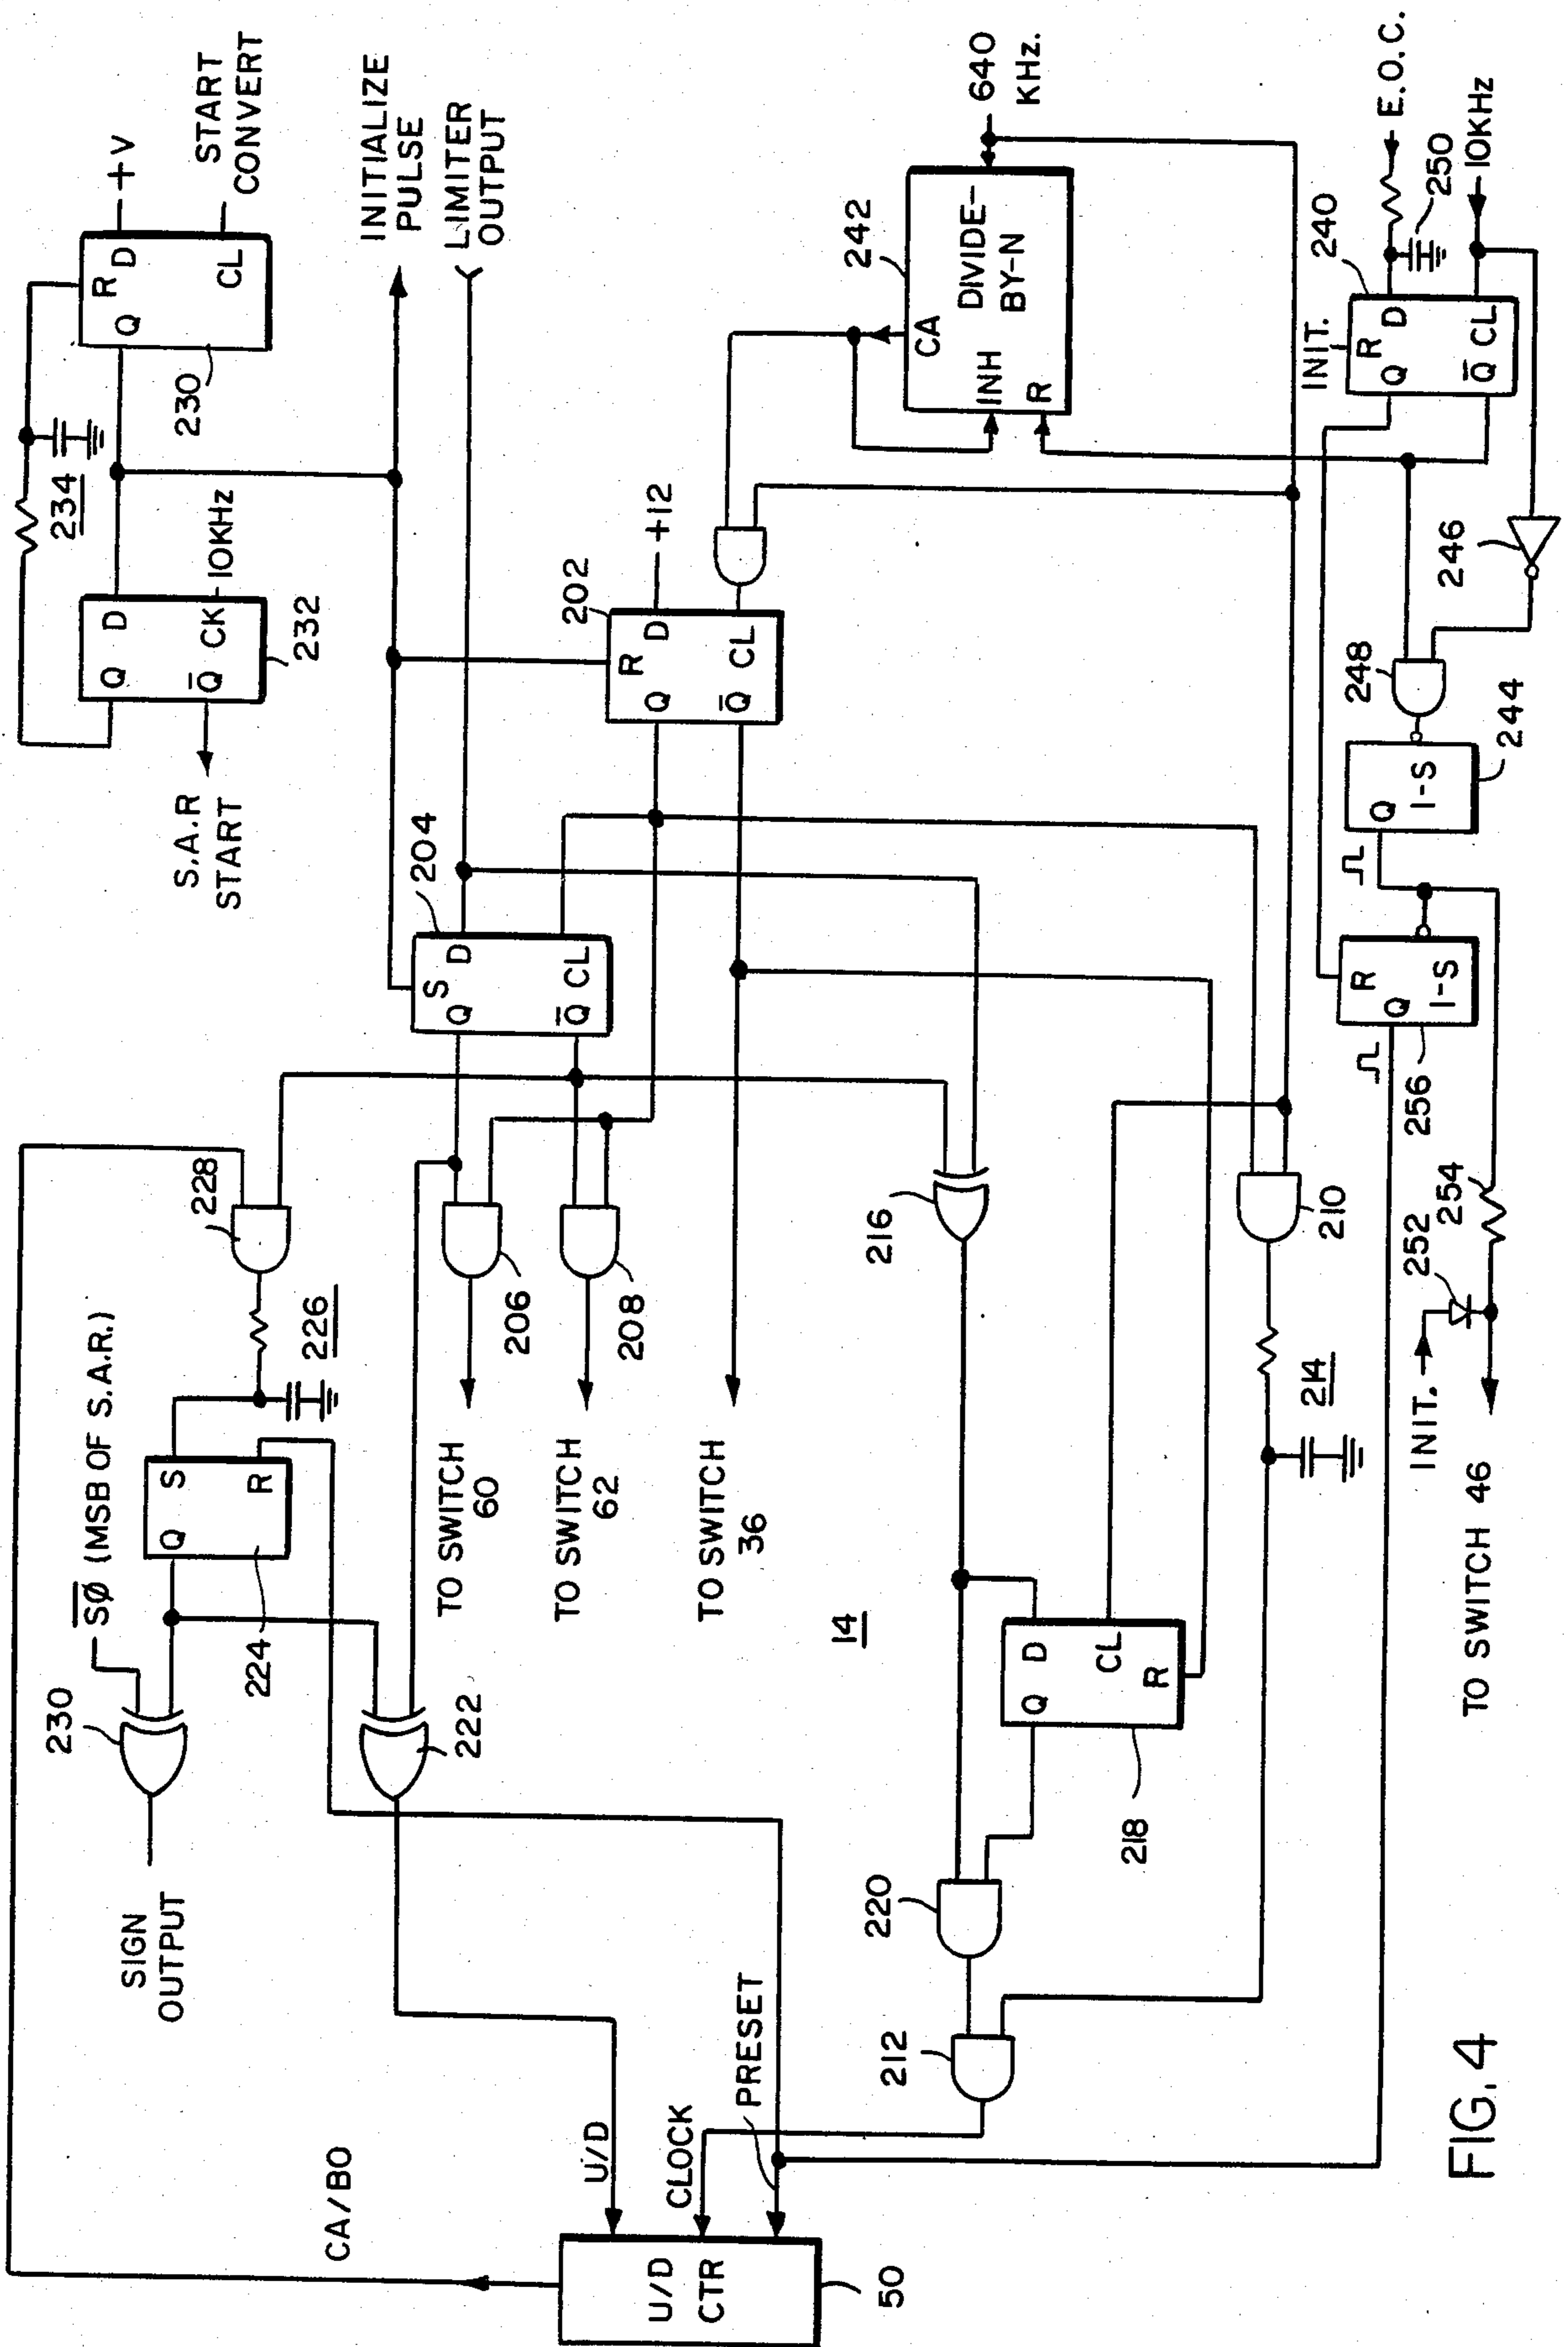 +V
START
CONVERT
R
D
Q
CL
230
234
Q
D
Q̅
CK
10KHz
232
S.A.R
START
INITIALIZE
PULSE
LIMITER
OUTPUT
202
+12
R
D
Q
Q̅
CL
204
S
D
Q
Q̅
CL
242
CA
DIVIDE-
BY-N
INH
R
640
KHz.
240
INIT.
R
D
Q
Q̅
CL
E.O.C.
250
10KHz
246
248
244
Q
1-S
R
Q
1-S
256
254
252
INIT.
TO SWITCH 46
228
226
206
208
S̅Ø̅ (MSB OF S.A.R.)
S
Q
R
224
230
222
SIGN
OUTPUT
TO SWITCH
60
TO SWITCH
62
TO SWITCH
36
14
216
210
214
D
Q
CL
R
218
220
212
CA/BO
U/D
CLOCK
PRESET
U/D
CTR
50
FIG. 4